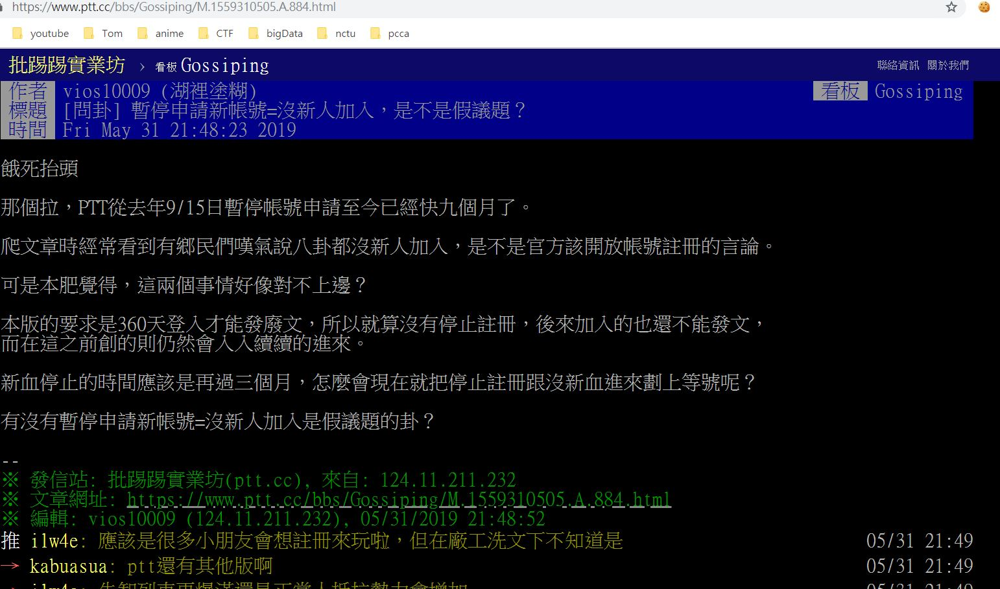 https://www.ptt.cc/bbs/Gossiping/M.1559310505.A.884.html
youtube Tom anime CTF bigData nctu pcca
批踢踢實業坊 › 看板 Gossiping 聯絡資訊 關於我們
作者 vios10009 (湖裡塗糊) 看板 Gossiping
標題 [問卦] 暫停申請新帳號=沒新人加入，是不是假議題？
時間 Fri May 31 21:48:23 2019
餓死抬頭
那個拉，PTT從去年9/15日暫停帳號申請至今已經快九個月了。
爬文章時經常看到有鄉民們嘆氣說八卦都沒新人加入，是不是官方該開放帳號註冊的言論。
可是本肥覺得，這兩個事情好像對不上邊？
本版的要求是360天登入才能發廢文，所以就算沒有停止註冊，後來加入的也還不能發文，
而在這之前創的則仍然會入入續續的進來。
新血停止的時間應該是再過三個月，怎麼會現在就把停止註冊跟沒新血進來劃上等號呢？
有沒有暫停申請新帳號=沒新人加入是假議題的卦？
--
※ 發信站: 批踢踢實業坊(ptt.cc), 來自: 124.11.211.232
※ 文章網址: https://www.ptt.cc/bbs/Gossiping/M.1559310505.A.884.html
※ 編輯: vios10009 (124.11.211.232), 05/31/2019 21:48:52
推 ilw4e: 應該是很多小朋友會想註冊來玩啦，但在廠工洗文下不知道是 05/31 21:49
→ kabuasua: ptt還有其他版啊 05/31 21:49